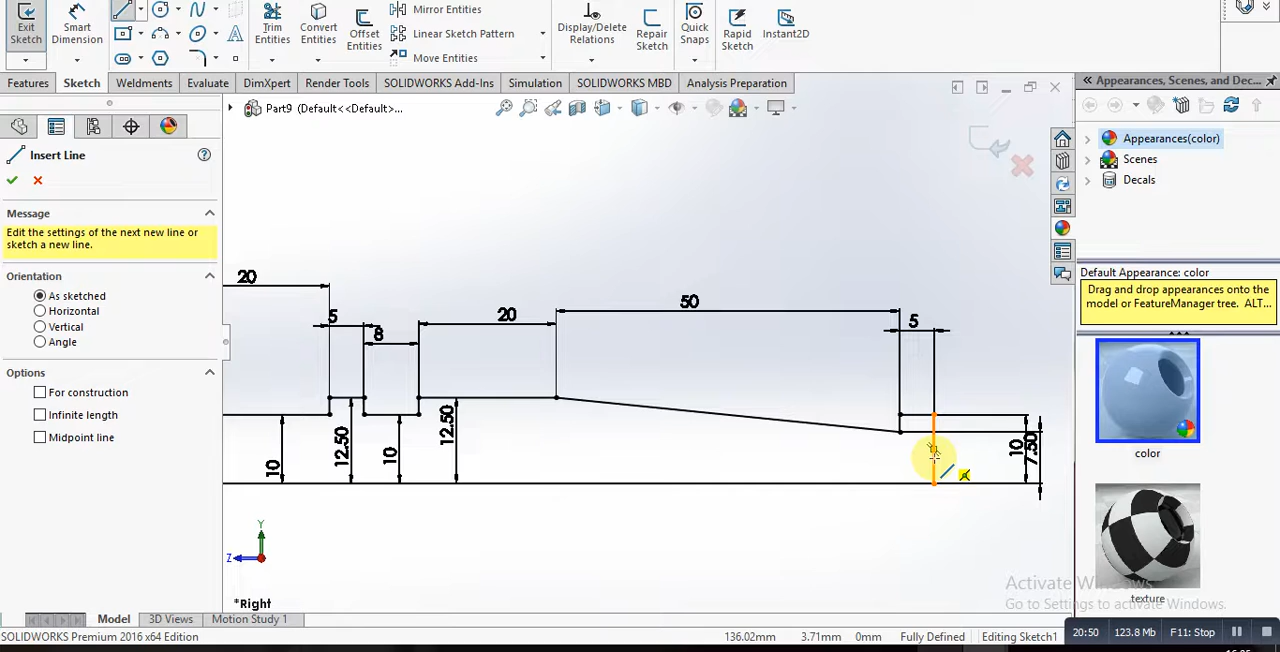 Exit Sketch
Smart Dimension
Trim Entities
Convert Entities
Offset Entities
Mirror Entities
Linear Sketch Pattern
Move Entities
Display/Delete Relations
Repair Sketch
Quick Snaps
Rapid Sketch
Instant2D
Features
Sketch
Weldments
Evaluate
DimXpert
Render Tools
SOLIDWORKS Add-Ins
Simulation
SOLIDWORKS MBD
Analysis Preparation
Appearances, Scenes, and Dec...
Part9 (Default<<Default>...
Insert Line
Message
Edit the settings of the next new line or
sketch a new line.
Orientation
As sketched
Horizontal
Vertical
Angle
Options
For construction
Infinite length
Midpoint line
20
5
8
20
50
5
10
12.50
10
12.50
10
7.50
Y
Z
*Right
Appearances(color)
Scenes
Decals
Default Appearance: color
Drag and drop appearances onto the
model or FeatureManager tree. ALT...
color
texture
Activate Windows
Go to Settings to activate Windows.
Model
3D Views
Motion Study 1
SOLIDWORKS Premium 2016 x64 Edition
136.02mm
3.71mm
0mm
Fully Defined
Editing Sketch1
20:50
123.8 Mb
F11: Stop